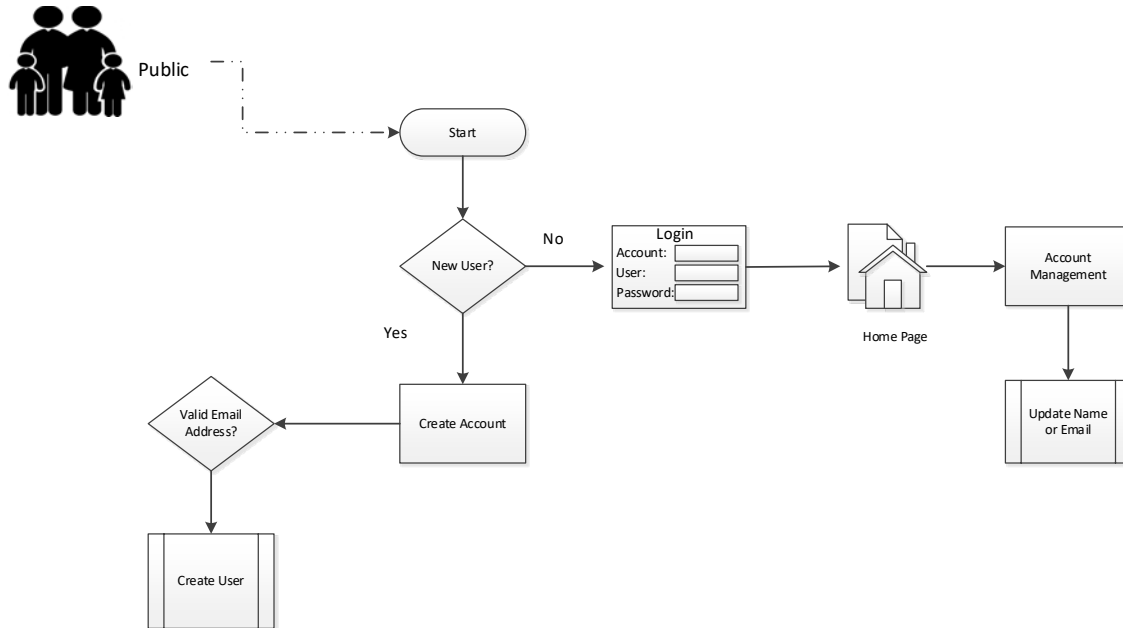 Public
Start
New User?
No
Login
Account:
User:
Password:
Home Page
Account
Management
Yes
Valid Email
Address?
Create Account
Update Name
or Email
Create User